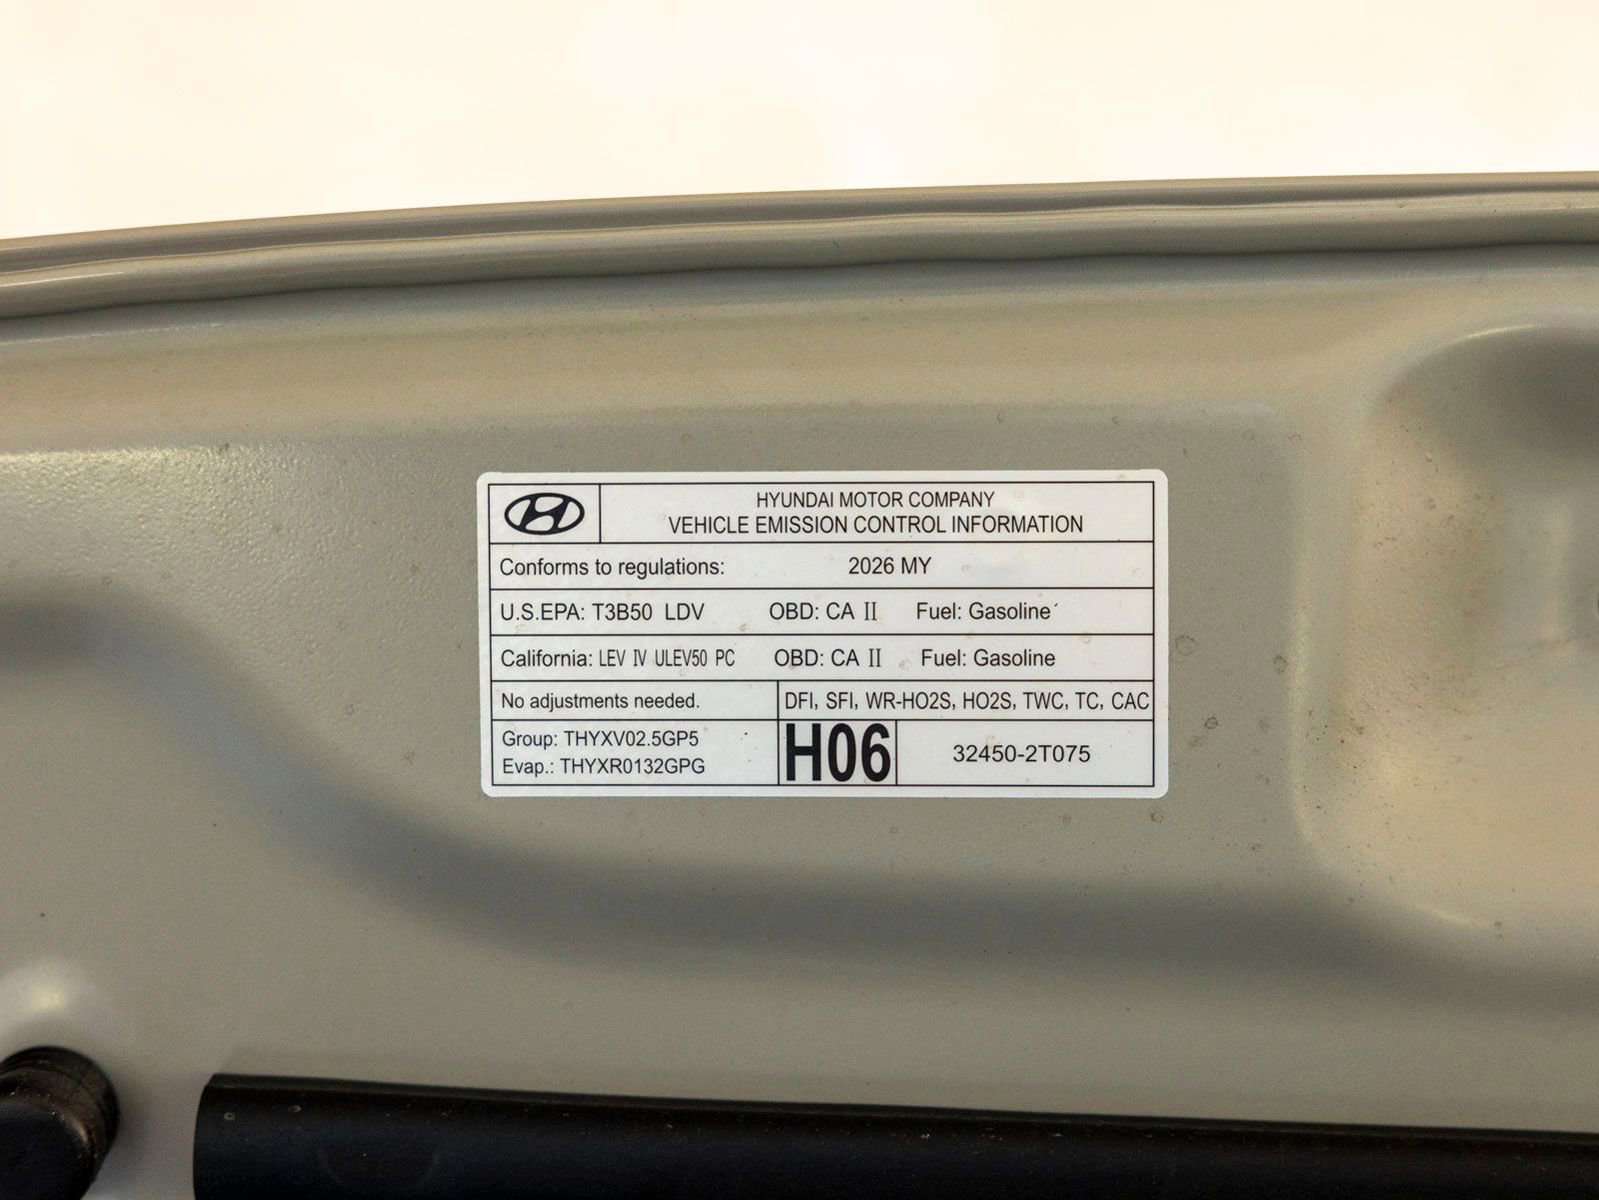 HYUNDAI MOTOR COMPANY
VEHICLE EMISSION CONTROL INFORMATION
Conforms to regulations: 2026 MY
U.S.EPA: T3B50 LDV OBD: CA II Fuel: Gasoline
California: LEV IV ULEV50 PC OBD: CA II Fuel: Gasoline
No adjustments needed. DFI, SFI, WR-HO2S, HO2S, TWC, TC, CAC
Group: THYXV02.5GP5
Evap.: THYXR0132GPG
H06
32450-2T075